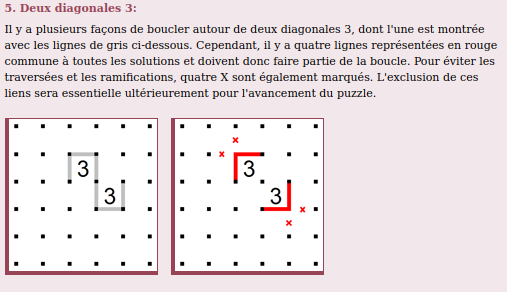 5. Deux diagonales 3:
Il y a plusieurs façons de boucler autour de deux diagonales 3, dont l'une est montrée
avec les lignes de gris ci-dessous. Cependant, il y a quatre lignes représentées en rouge
commune à toutes les solutions et doivent donc faire partie de la boucle. Pour éviter les
traversées et les ramifications, quatre X sont également marqués. L'exclusion de ces
liens sera essentielle ultérieurement pour l'avancement du puzzle.
3 3
3 3